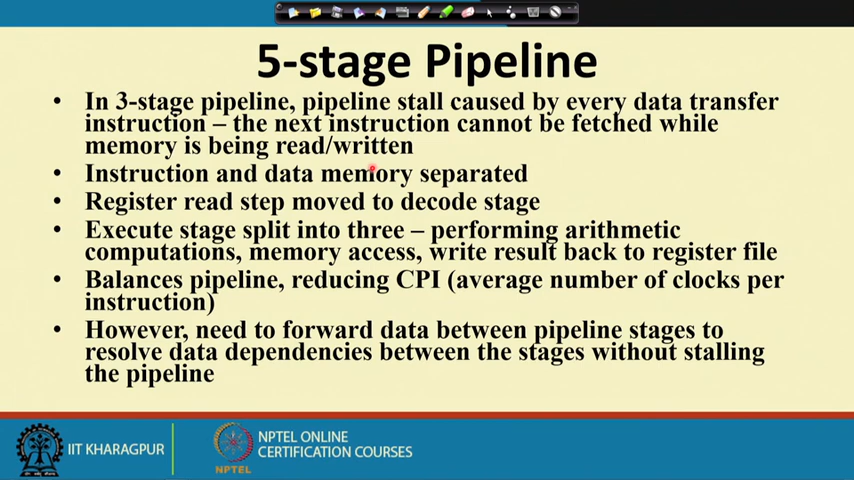 5-stage Pipeline
• In 3-stage pipeline, pipeline stall caused by every data transfer
instruction – the next instruction cannot be fetched while
memory is being read/written
• Instruction and data memory separated
• Register read step moved to decode stage
• Execute stage split into three – performing arithmetic
computations, memory access, write result back to register file
• Balances pipeline, reducing CPI (average number of clocks per
instruction)
• However, need to forward data between pipeline stages to
resolve data dependencies between the stages without stalling
the pipeline
IIT KHARAGPUR
NPTEL
NPTEL ONLINE
CERTIFICATION COURSES